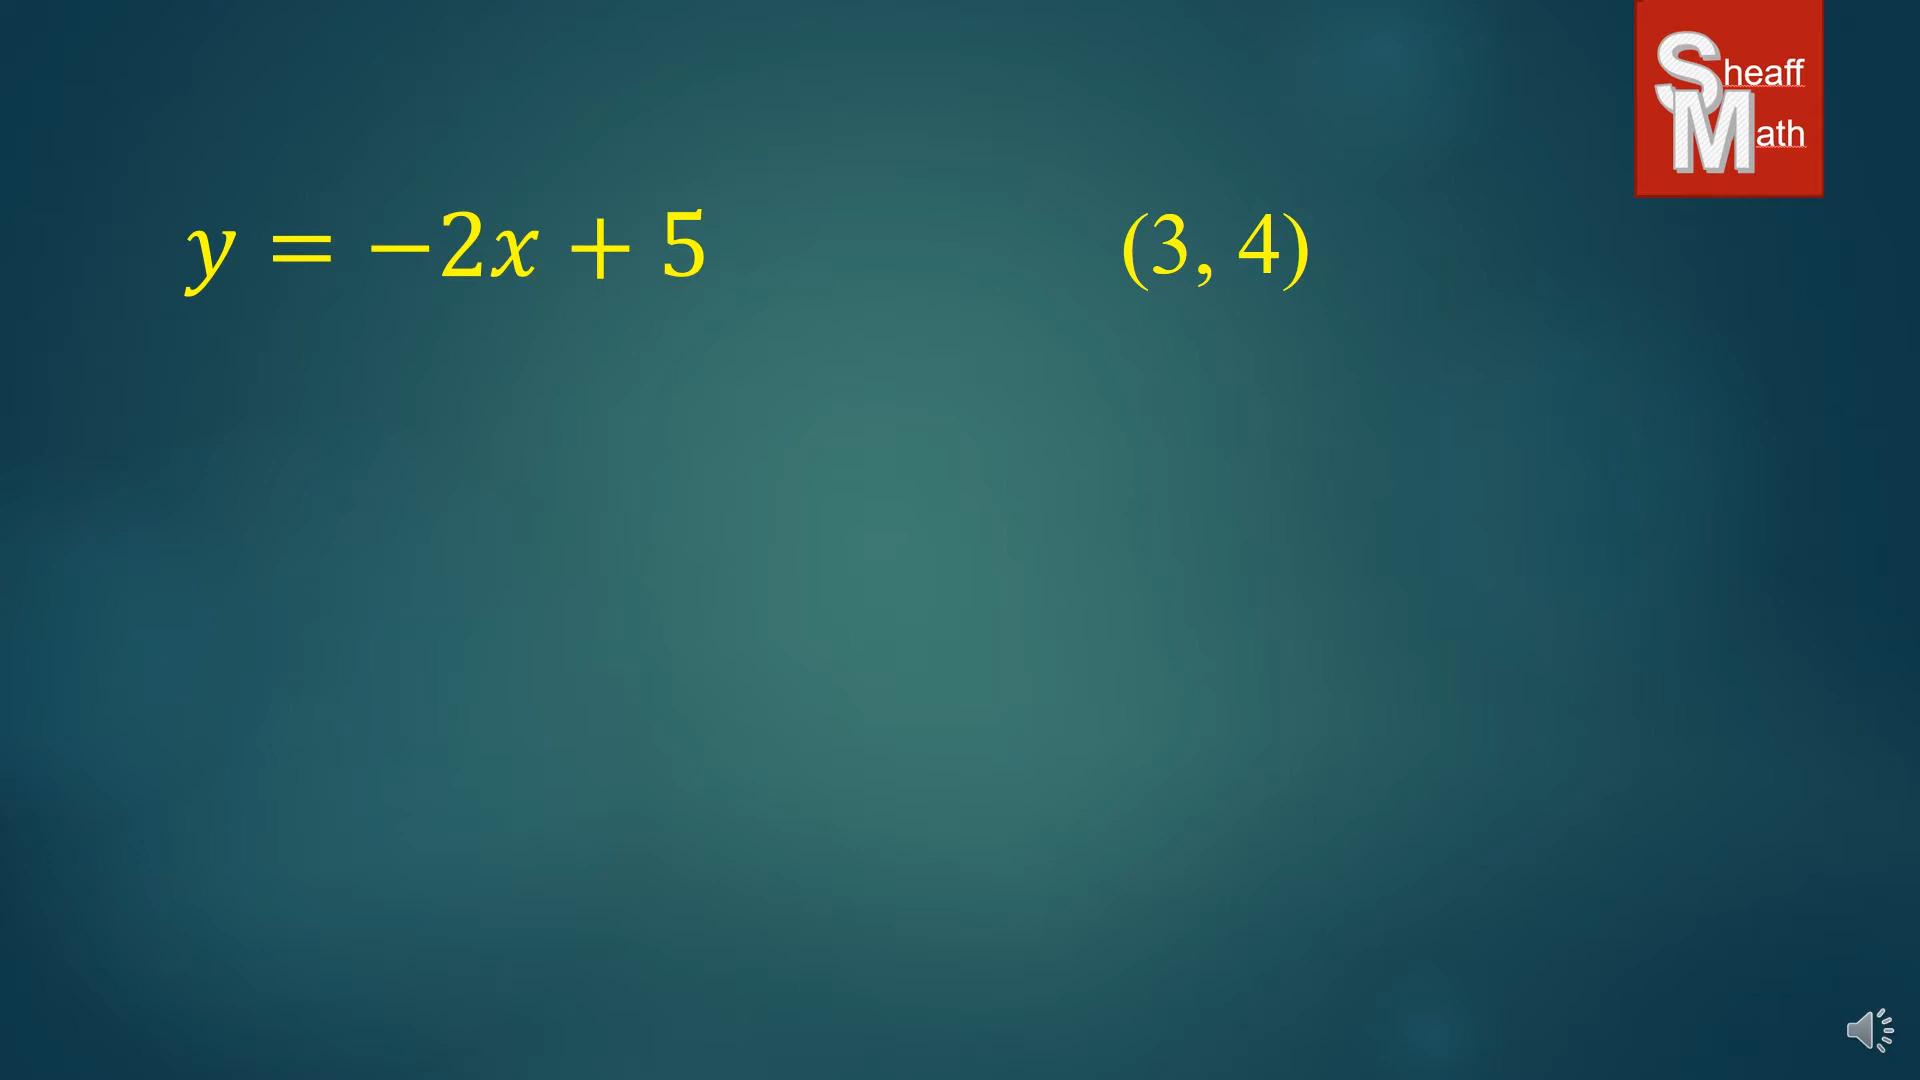 Sheaff
Math
y = −2x + 5 (3, 4)